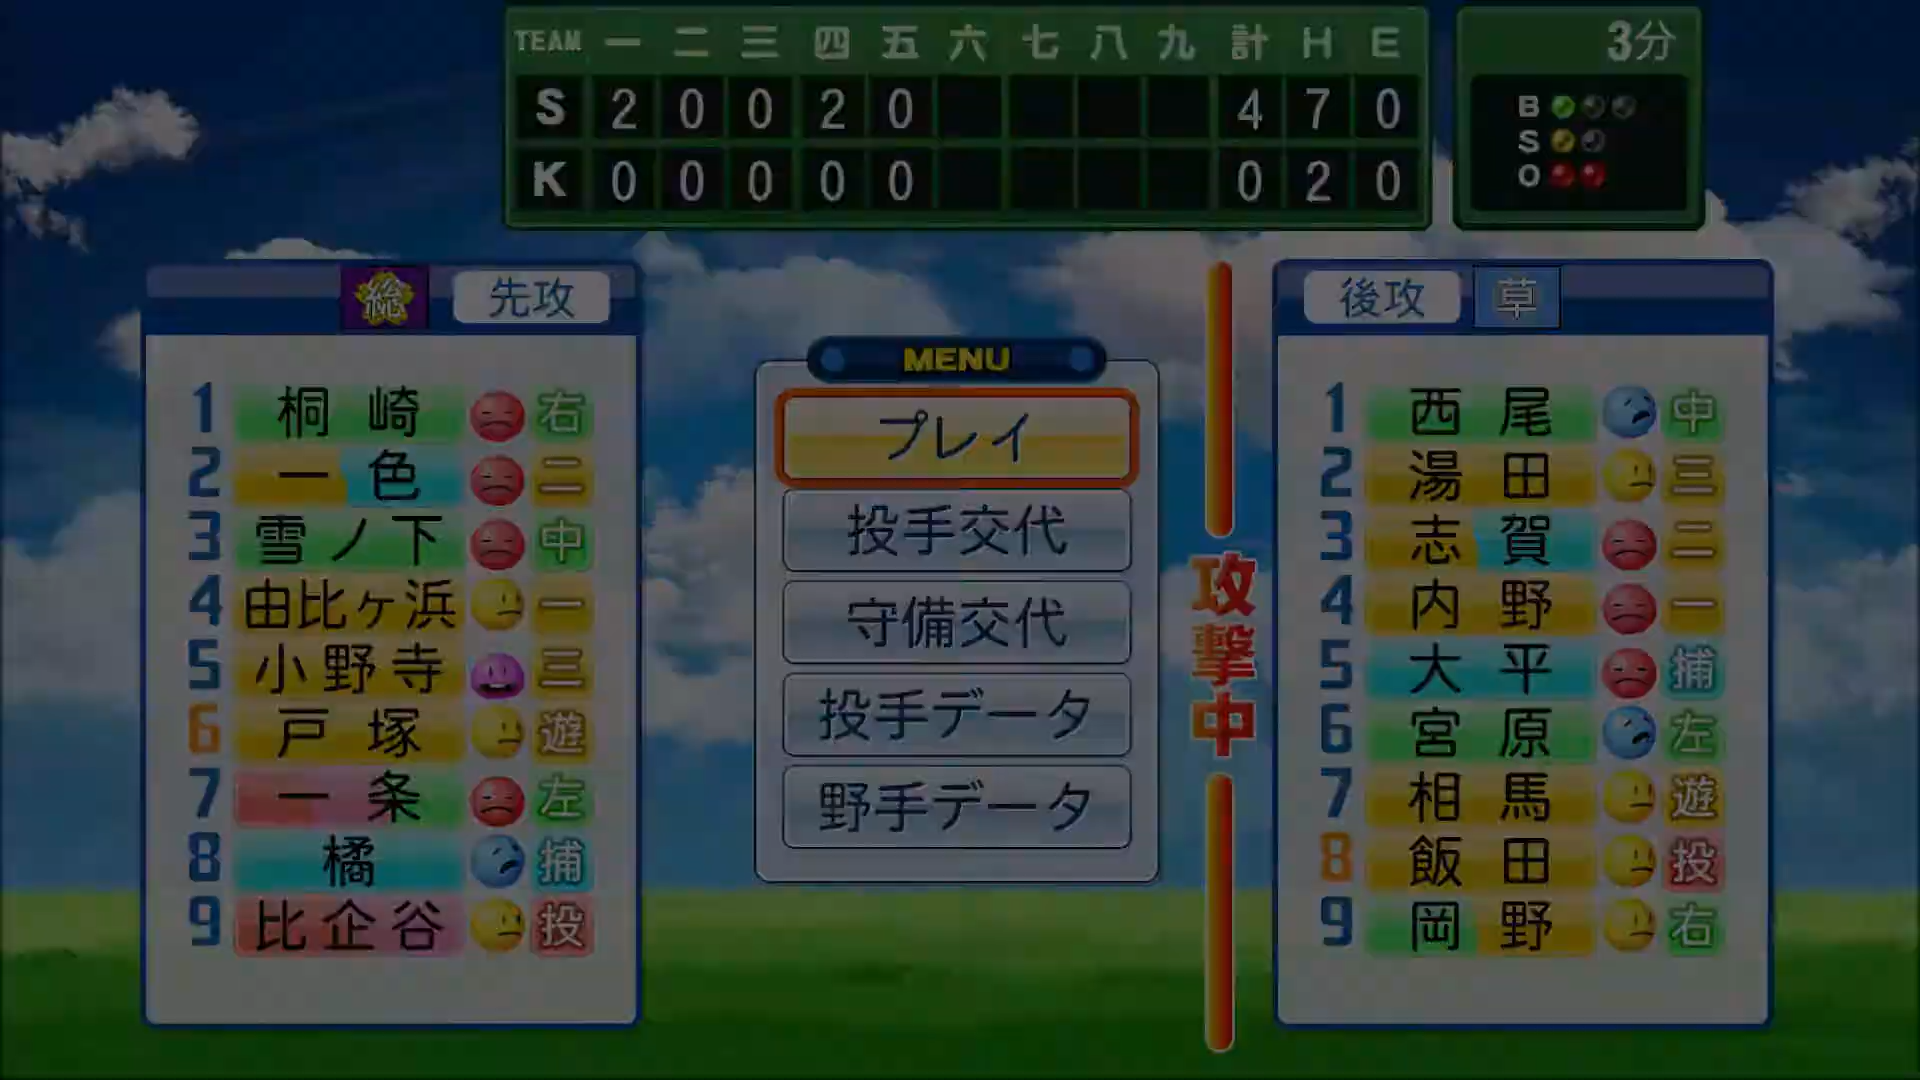 TEAM 一 二 三 四 五 六 七 八 九 計 H E
S 2 0 0 2 0 4 7 0
K 0 0 0 0 0 0 2 0
3分
B
S
O
総 先攻
1 桐崎 右
2 一色 二
3 雪ノ下 中
4 由比ヶ浜 一
5 小野寺 三
6 戸塚 遊
7 一条 左
8 橘 捕
9 比企谷 投
MENU
プレイ
投手交代
守備交代
投手データ
野手データ
攻撃中
後攻 草
1 西尾 中
2 湯田 三
3 志賀 二
4 内野 一
5 大平 捕
6 宮原 左
7 相馬 遊
8 飯田 投
9 岡野 右